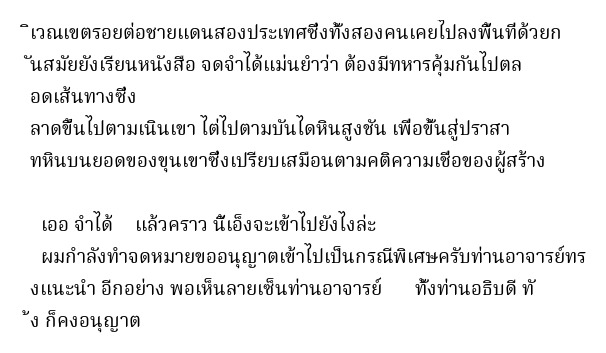 ิเวณเขตรอยต่อชายแดนสองประเทศซึ่งทั้งสองคนเคยไปลงพื้นที่ด้วยก
ันสมัยยังเรียนหนังสือ จดจำได้แม่นยำว่า ต้องมีทหารคุ้มกันไปตล
อดเส้นทางซึ่ง
ลาดขึ้นไปตามเนินเขา ไต่ไปตามบันไดหินสูงชัน เพื่อขึ้นสู่ปราสา
ทหินบนยอดของขุนเขาซึ่งเปรียบเสมือนตามคติความเชื่อของผู้สร้าง
เออ จำได้ แล้วคราว นี้เอ็งจะเข้าไปยังไงล่ะ
ผมกำลังทำจดหมายขออนุญาตเข้าไปเป็นกรณีพิเศษครับท่านอาจารย์ทร
งแนะนำ อีกอย่าง พอเห็นลายเซ็นท่านอาจารย์ ทั้งท่านอธิบดี ทั
้ง ก็คงอนุญาต